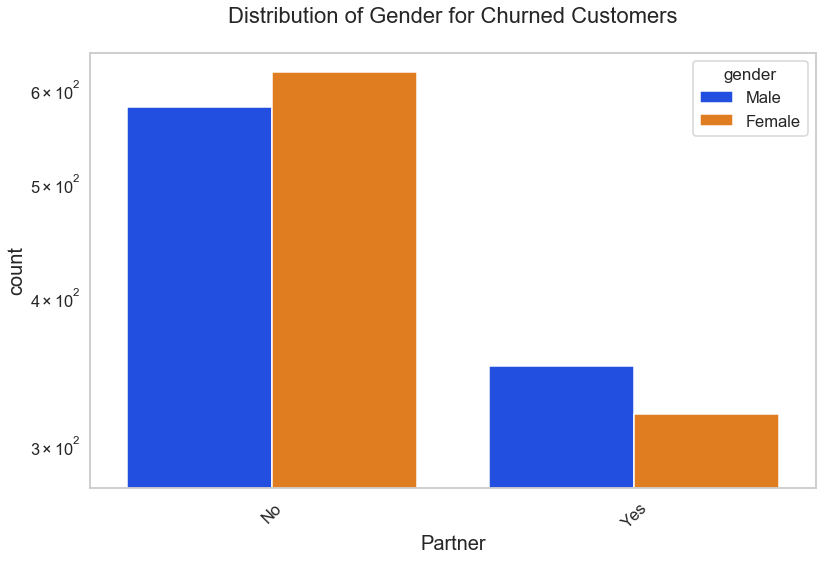 Distribution of Gender for Churned Customers
gender
Male
Female
6 × 10²
5 × 10²
4 × 10²
3 × 10²
count
No
Yes
Partner